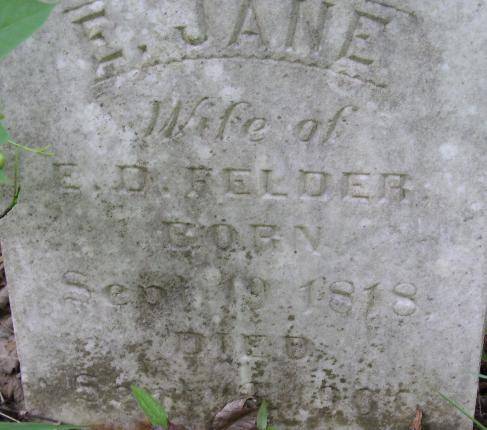 E. JANE
Wife of
E. D. FELDER
BORN
Sept. 19 1818.
DIED